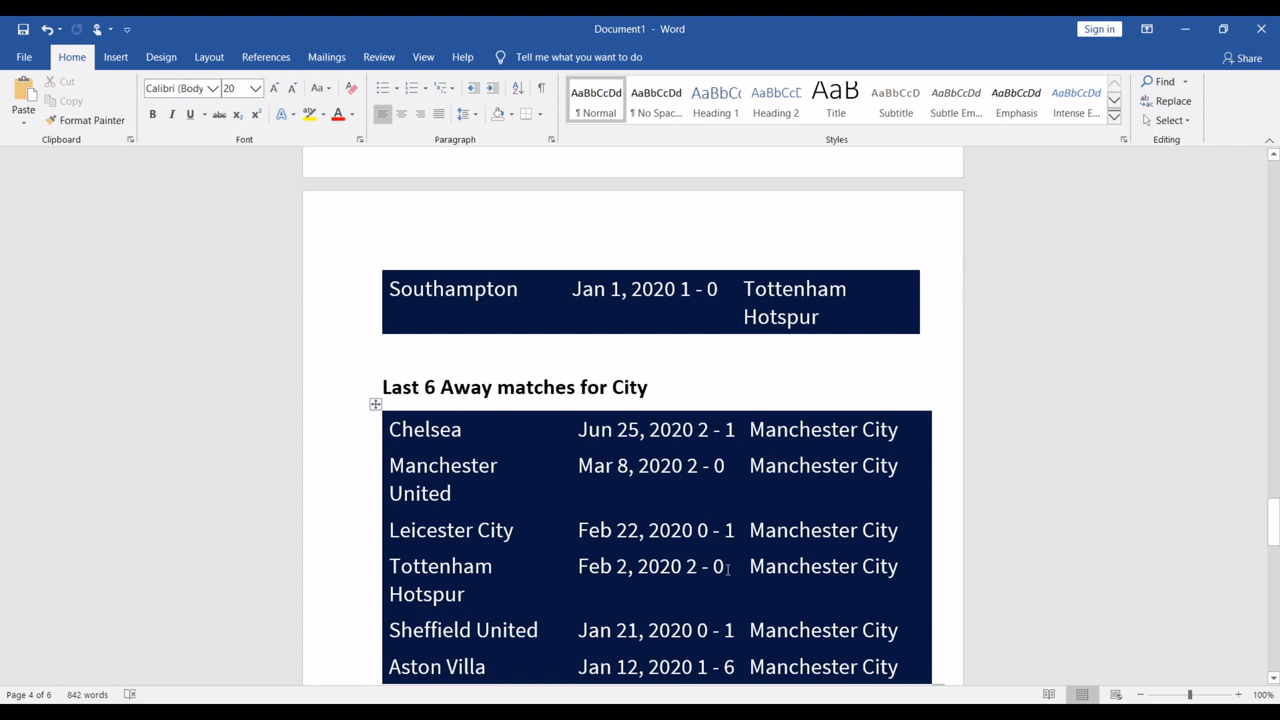 Document1 - Word
Sign in
File Home Insert Design Layout References Mailings Review View Help Tell me what you want to do Share
Paste Cut Copy Format Painter
Calibri (Body 20
AaBbCcDd AaBbCcDd AaBbC AaBbCcE AaB AaBbCcD AaBbCcDd AaBbCcDd AaBbCcDd
¶ Normal ¶ No Spac... Heading 1 Heading 2 Title Subtitle Subtle Em... Emphasis Intense E...
Find Replace Select
Clipboard Font Paragraph Styles Editing
Southampton Jan 1, 2020 1 - 0 Tottenham
Hotspur
Last 6 Away matches for City
Chelsea Jun 25, 2020 2 - 1 Manchester City
Manchester Mar 8, 2020 2 - 0 Manchester City
United
Leicester City Feb 22, 2020 0 - 1 Manchester City
Tottenham Feb 2, 2020 2 - 0 Manchester City
Hotspur
Sheffield United Jan 21, 2020 0 - 1 Manchester City
Aston Villa Jan 12, 2020 1 - 6 Manchester City
Page 4 of 6 842 words 100%